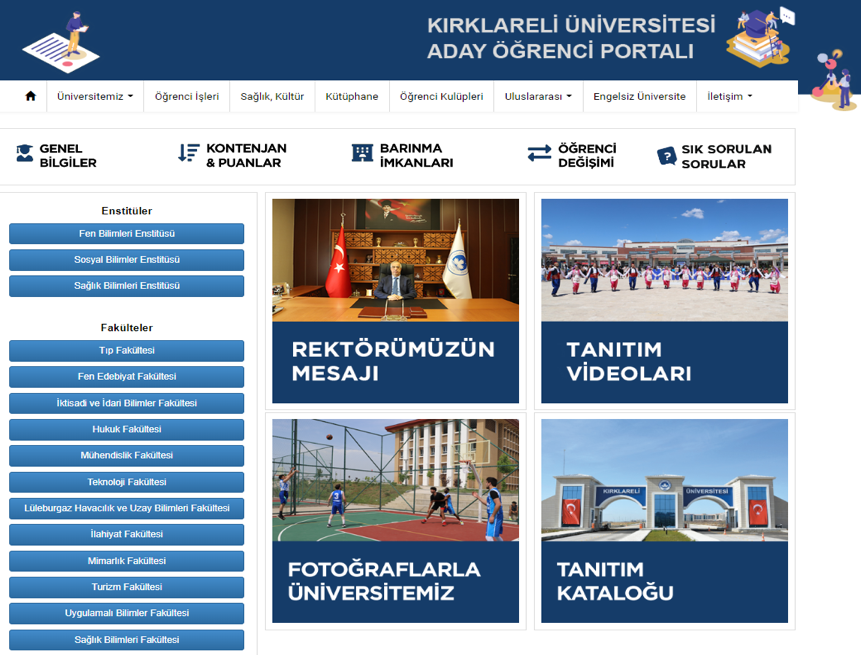 KIRKLARELİ ÜNİVERSİTESİ
ADAY ÖĞRENCİ PORTALI
Üniversitemiz
Öğrenci İşleri
Sağlık, Kültür
Kütüphane
Öğrenci Kulüpleri
Uluslararası
Engelsiz Üniversite
İletişim
GENEL
BİLGİLER
KONTENJAN
& PUANLAR
BARINMA
İMKANLARI
ÖĞRENCİ
DEĞİŞİMİ
SIK SORULAN
SORULAR
Enstitüler
Fen Bilimleri Enstitüsü
Sosyal Bilimler Enstitüsü
Sağlık Bilimleri Enstitüsü
Fakülteler
Tıp Fakültesi
Fen Edebiyat Fakültesi
İktisadi ve İdari Bilimler Fakültesi
Hukuk Fakültesi
Mühendislik Fakültesi
Teknoloji Fakültesi
Lüleburgaz Havacılık ve Uzay Bilimleri Fakültesi
İlahiyat Fakültesi
Mimarlık Fakültesi
Turizm Fakültesi
Uygulamalı Bilimler Fakültesi
Sağlık Bilimleri Fakültesi
REKTÖRÜMÜZÜN
MESAJI
TANITIM
VİDEOLARI
FOTOĞRAFLARLA
ÜNİVERSİTEMİZ
KIRKLARELİ
ÜNİVERSİTESİ
TANITIM
KATALOĞU